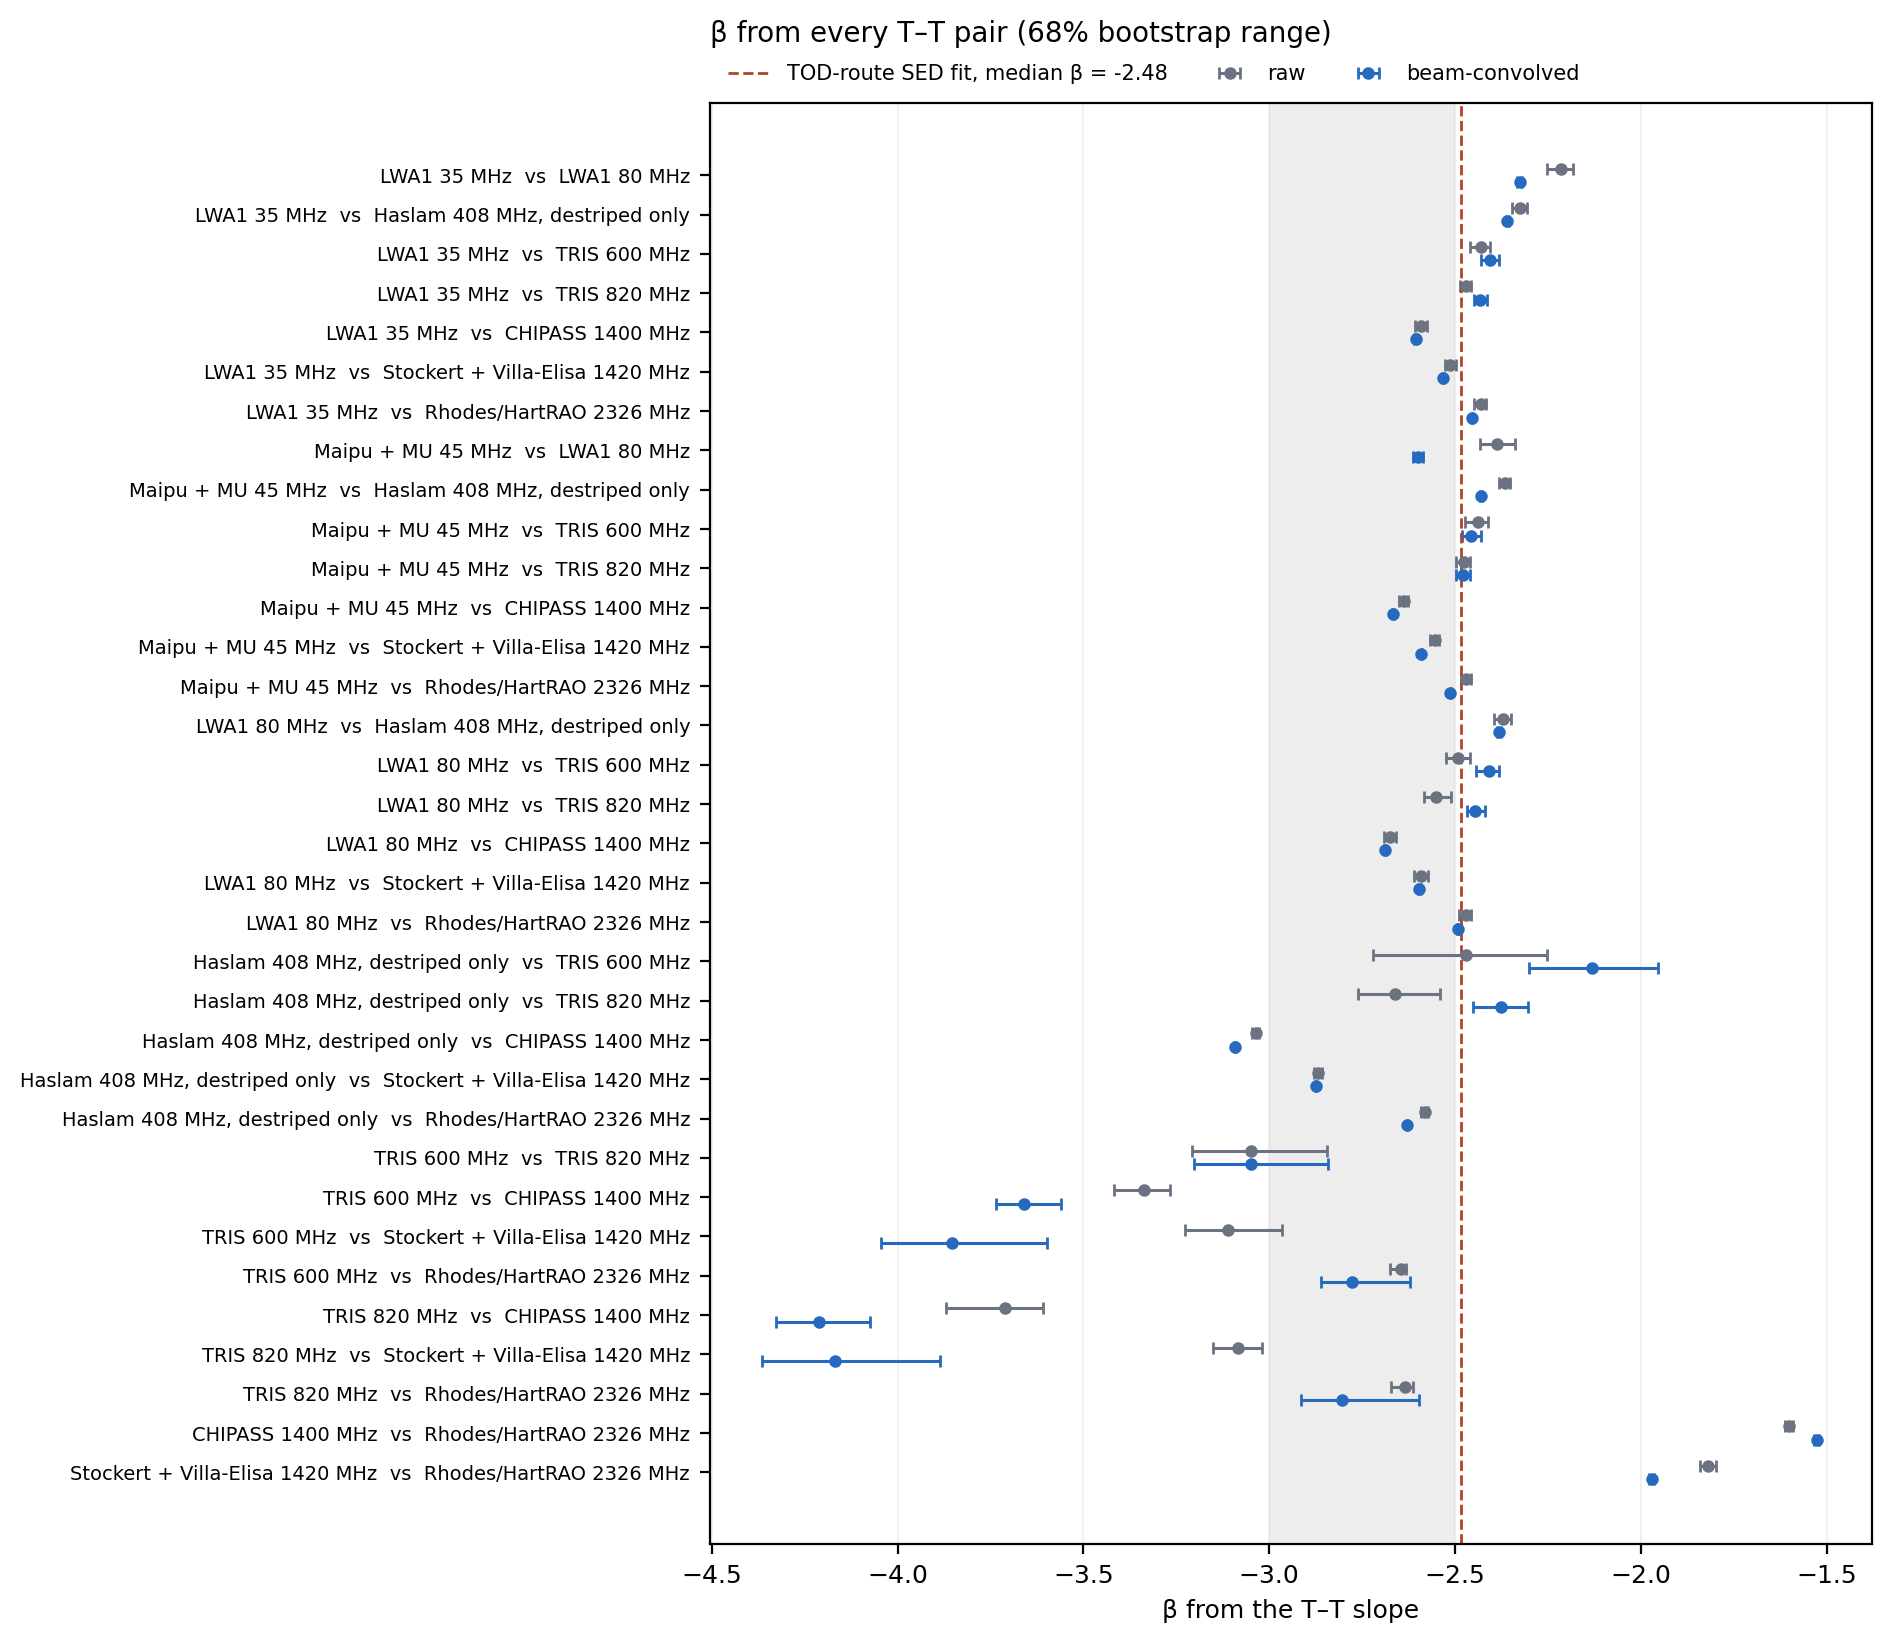 β from every T–T pair (68% bootstrap range)
TOD-route SED fit, median β = -2.48 raw beam-convolved
LWA1 35 MHz vs LWA1 80 MHz
LWA1 35 MHz vs Haslam 408 MHz, destriped only
LWA1 35 MHz vs TRIS 600 MHz
LWA1 35 MHz vs TRIS 820 MHz
LWA1 35 MHz vs CHIPASS 1400 MHz
LWA1 35 MHz vs Stockert + Villa-Elisa 1420 MHz
LWA1 35 MHz vs Rhodes/HartRAO 2326 MHz
Maipu + MU 45 MHz vs LWA1 80 MHz
Maipu + MU 45 MHz vs Haslam 408 MHz, destriped only
Maipu + MU 45 MHz vs TRIS 600 MHz
Maipu + MU 45 MHz vs TRIS 820 MHz
Maipu + MU 45 MHz vs CHIPASS 1400 MHz
Maipu + MU 45 MHz vs Stockert + Villa-Elisa 1420 MHz
Maipu + MU 45 MHz vs Rhodes/HartRAO 2326 MHz
LWA1 80 MHz vs Haslam 408 MHz, destriped only
LWA1 80 MHz vs TRIS 600 MHz
LWA1 80 MHz vs TRIS 820 MHz
LWA1 80 MHz vs CHIPASS 1400 MHz
LWA1 80 MHz vs Stockert + Villa-Elisa 1420 MHz
LWA1 80 MHz vs Rhodes/HartRAO 2326 MHz
Haslam 408 MHz, destriped only vs TRIS 600 MHz
Haslam 408 MHz, destriped only vs TRIS 820 MHz
Haslam 408 MHz, destriped only vs CHIPASS 1400 MHz
Haslam 408 MHz, destriped only vs Stockert + Villa-Elisa 1420 MHz
Haslam 408 MHz, destriped only vs Rhodes/HartRAO 2326 MHz
TRIS 600 MHz vs TRIS 820 MHz
TRIS 600 MHz vs CHIPASS 1400 MHz
TRIS 600 MHz vs Stockert + Villa-Elisa 1420 MHz
TRIS 600 MHz vs Rhodes/HartRAO 2326 MHz
TRIS 820 MHz vs CHIPASS 1400 MHz
TRIS 820 MHz vs Stockert + Villa-Elisa 1420 MHz
TRIS 820 MHz vs Rhodes/HartRAO 2326 MHz
CHIPASS 1400 MHz vs Rhodes/HartRAO 2326 MHz
Stockert + Villa-Elisa 1420 MHz vs Rhodes/HartRAO 2326 MHz
−4.5 −4.0 −3.5 −3.0 −2.5 −2.0 −1.5
β from the T–T slope